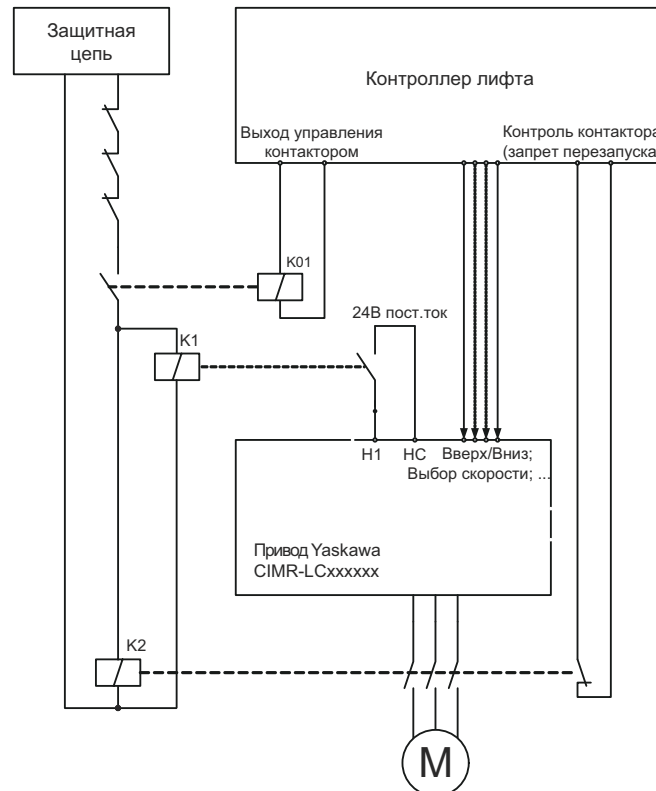 Защитная
цепь
Контроллер лифта
Выход управления
контактором
Контроль контактора
(запрет перезапуска
K01
24В пост.ток
K1
H1
HC
Вверх/Вниз;
Выбор скорости; ...
Привод Yaskawa
CIMR-LCxxxxxx
K2
M